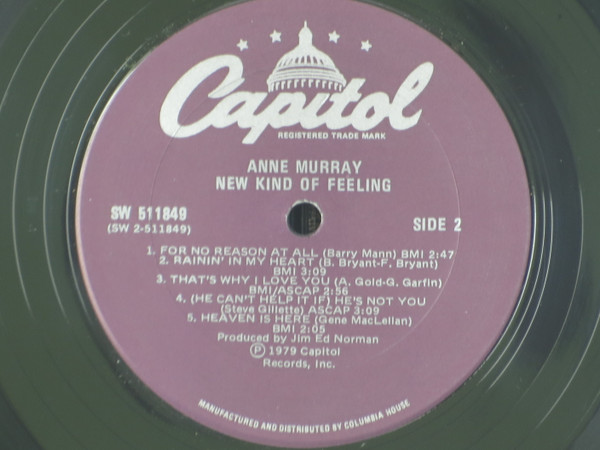 Capitol
REGISTERED TRADE MARK
ANNE MURRAY
NEW KIND OF FEELING
SW 511849
(SW 2-511849)
SIDE 2
1. FOR NO REASON AT ALL (Barry Mann) BMI 2:47
2. RAININ' IN MY HEART (B. Bryant-F. Bryant)
BMI 3:09
3. THAT'S WHY I LOVE YOU (A. Gold-G. Garfin)
BMI/ASCAP 2:56
4. (HE CAN'T HELP IT IF) HE'S NOT YOU
(Steve Gillette) ASCAP 3:09
5. HEAVEN IS HERE (Gene MacLellan)
BMI 2:05
Produced by Jim Ed Norman
Ⓟ 1979 Capitol
Records, Inc.
MANUFACTURED AND DISTRIBUTED BY COLUMBIA HOUSE